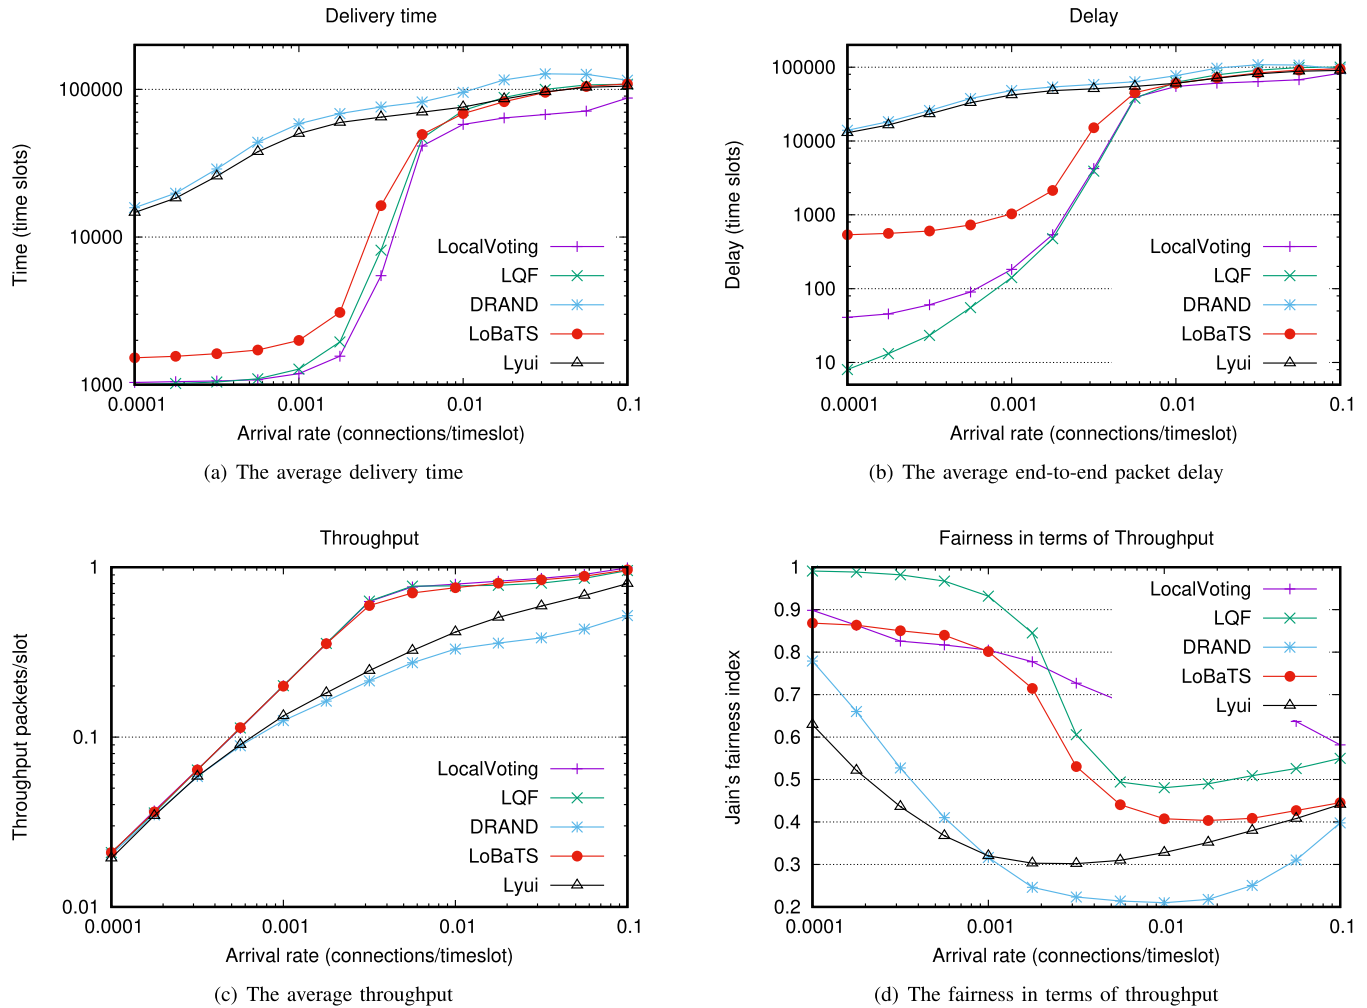 Delivery time
Time (time slots)
100000
10000
1000
0.0001
0.001
0.01
0.1
LocalVoting
LQF
DRAND
LoBaTS
Lyui
Arrival rate (connections/timeslot)
(a) The average delivery time
Delay
Delay (time slots)
100000
10000
1000
100
10
0.0001
0.001
0.01
0.1
LocalVoting
LQF
DRAND
LoBaTS
Lyui
Arrival rate (connections/timeslot)
(b) The average end-to-end packet delay
Throughput
Throughput packets/slot
1
0.1
0.01
0.0001
0.001
0.01
0.1
LocalVoting
LQF
DRAND
LoBaTS
Lyui
Arrival rate (connections/timeslot)
(c) The average throughput
Fairness in terms of Throughput
Jain's fairness index
1
0.9
0.8
0.7
0.6
0.5
0.4
0.3
0.2
0.0001
0.001
0.01
0.1
LocalVoting
LQF
DRAND
LoBaTS
Lyui
Arrival rate (connections/timeslot)
(d) The fairness in terms of throughput